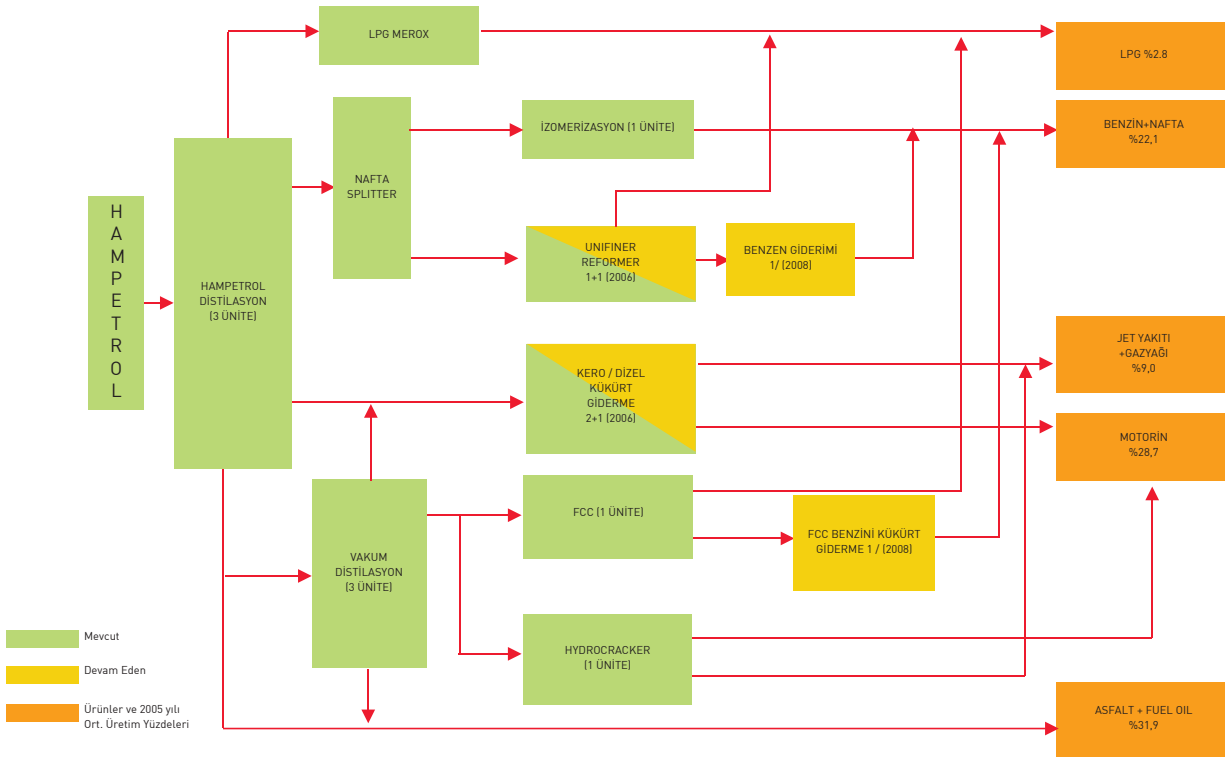 HAMPETROL
HAMPETROL
DİSTİLASYON
(3 ÜNİTE)
LPG MEROX
NAFTA
SPLITTER
İZOMERİZASYON (1 ÜNİTE)
UNIFINER
REFORMER
1+1 (2006)
BENZEN GİDERİMİ
1/ (2008)
KERO / DİZEL
KÜKÜRT
GİDERME
2+1 (2006)
VAKUM
DİSTİLASYON
(3 ÜNİTE)
FCC (1 ÜNİTE)
FCC BENZİNİ KÜKÜRT
GİDERME 1 / (2008)
HYDROCRACKER
(1 ÜNİTE)
LPG %2.8
BENZİN+NAFTA
%22,1
JET YAKITI
+GAZYAĞI
%9,0
MOTORİN
%28,7
ASFALT + FUEL OIL
%31,9
Mevcut
Devam Eden
Ürünler ve 2005 yılı
Ort. Üretim Yüzdeleri